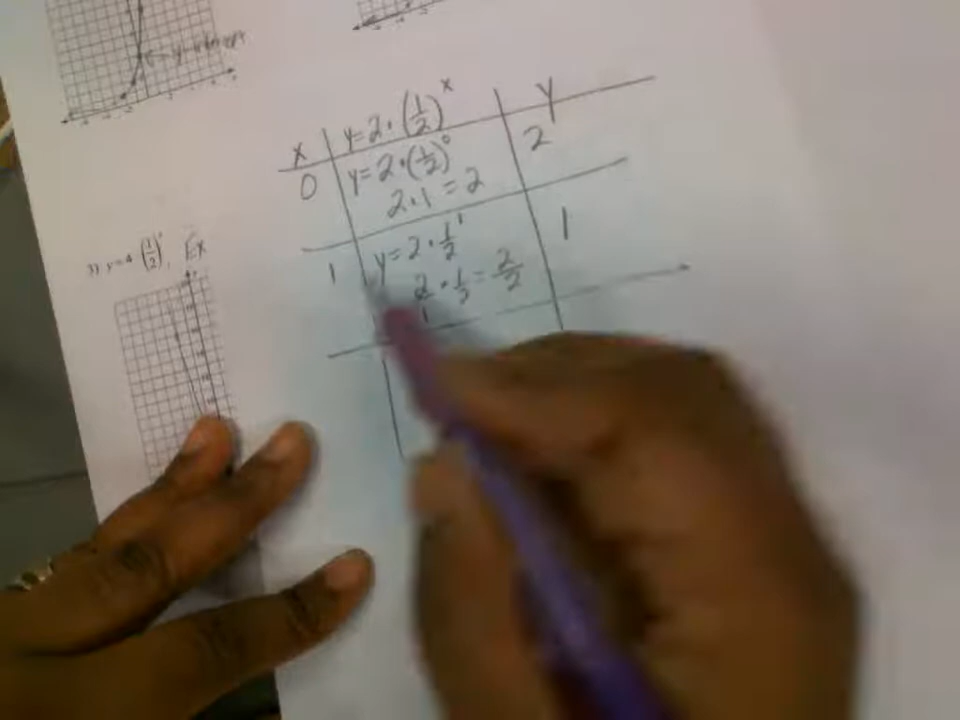 x y = 2 · (1/2)^x y
0 y = 2 · (1/2)^0 2
2 · 1 = 2
1 y = 2 · 1/2^1 1
2/1 · 1/2 = 2/2
y = 4 · (1/2)^x Ex